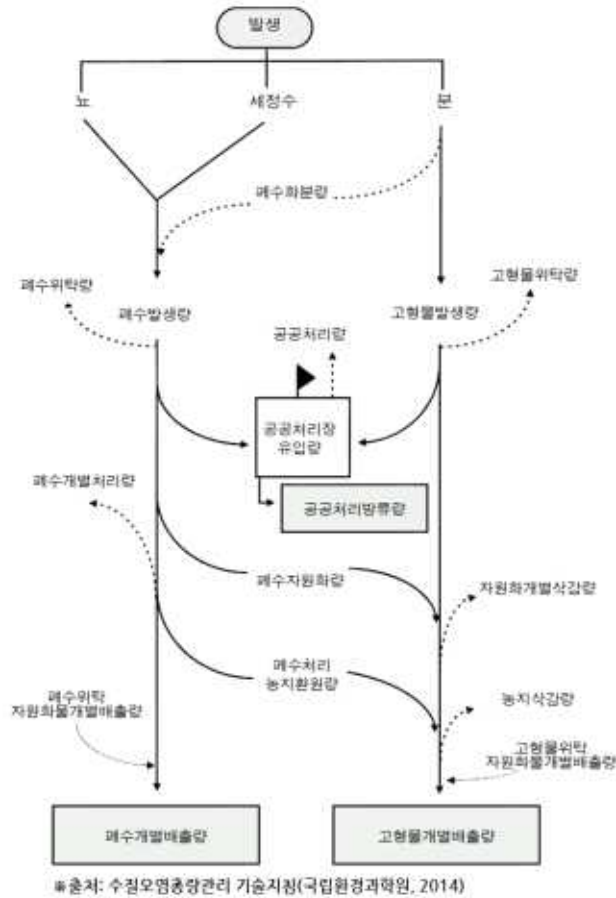 발생
뇨
세정수
분
폐수화분량
폐수위탁량
고형물위탁량
폐수발생량
고형물발생량
공공처리량
공공처리장
유입량
폐수개별처리량
공공처리방류량
폐수자원화량
자원화개별삭감량
폐수처리
농지환원량
폐수위탁
자원화물개별배출량
농지삭감량
고형물위탁
자원화물개별배출량
폐수개별배출량
고형물개별배출량
※출처: 수질오염총량관리 기술지침(국립환경과학원, 2014)